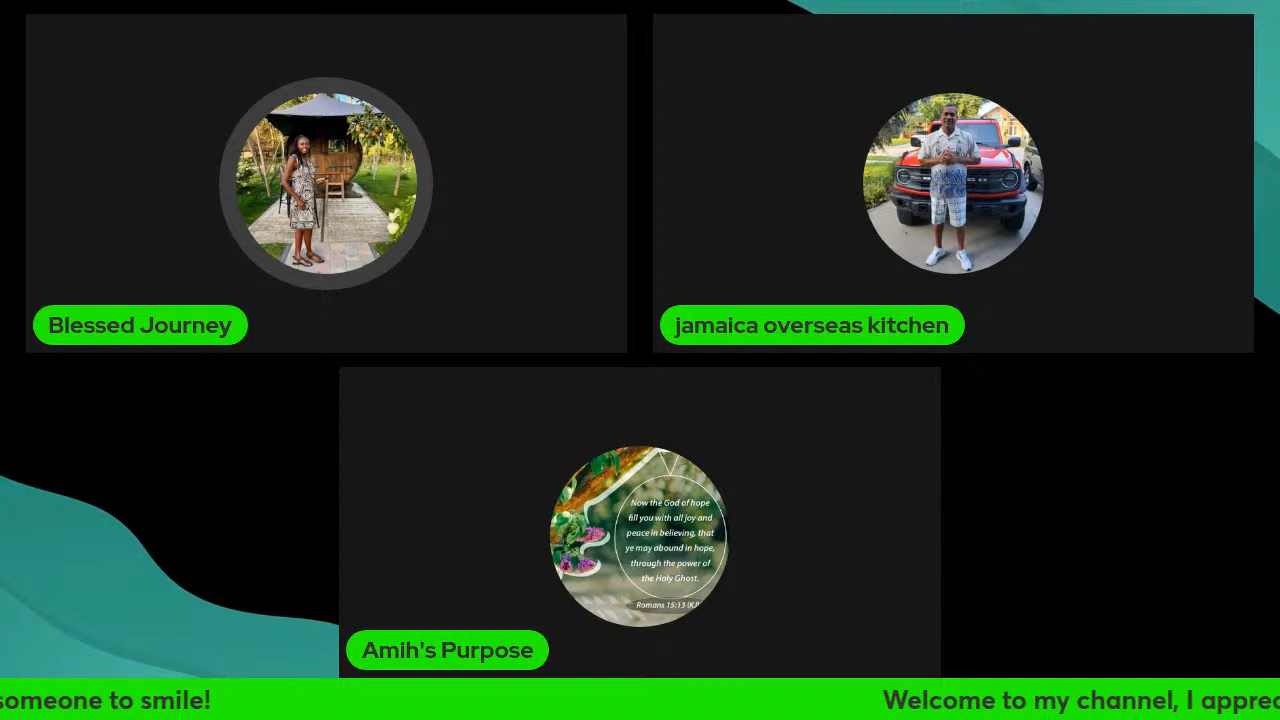 Blessed Journey
jamaica overseas kitchen
Now the God of hope
fill you with all joy and
peace in believing, that
ye may abound in hope,
through the power of
the Holy Ghost.
Romans 15:13 (KJV
Amih's Purpose
someone to smile!
Welcome to my channel, I apprec